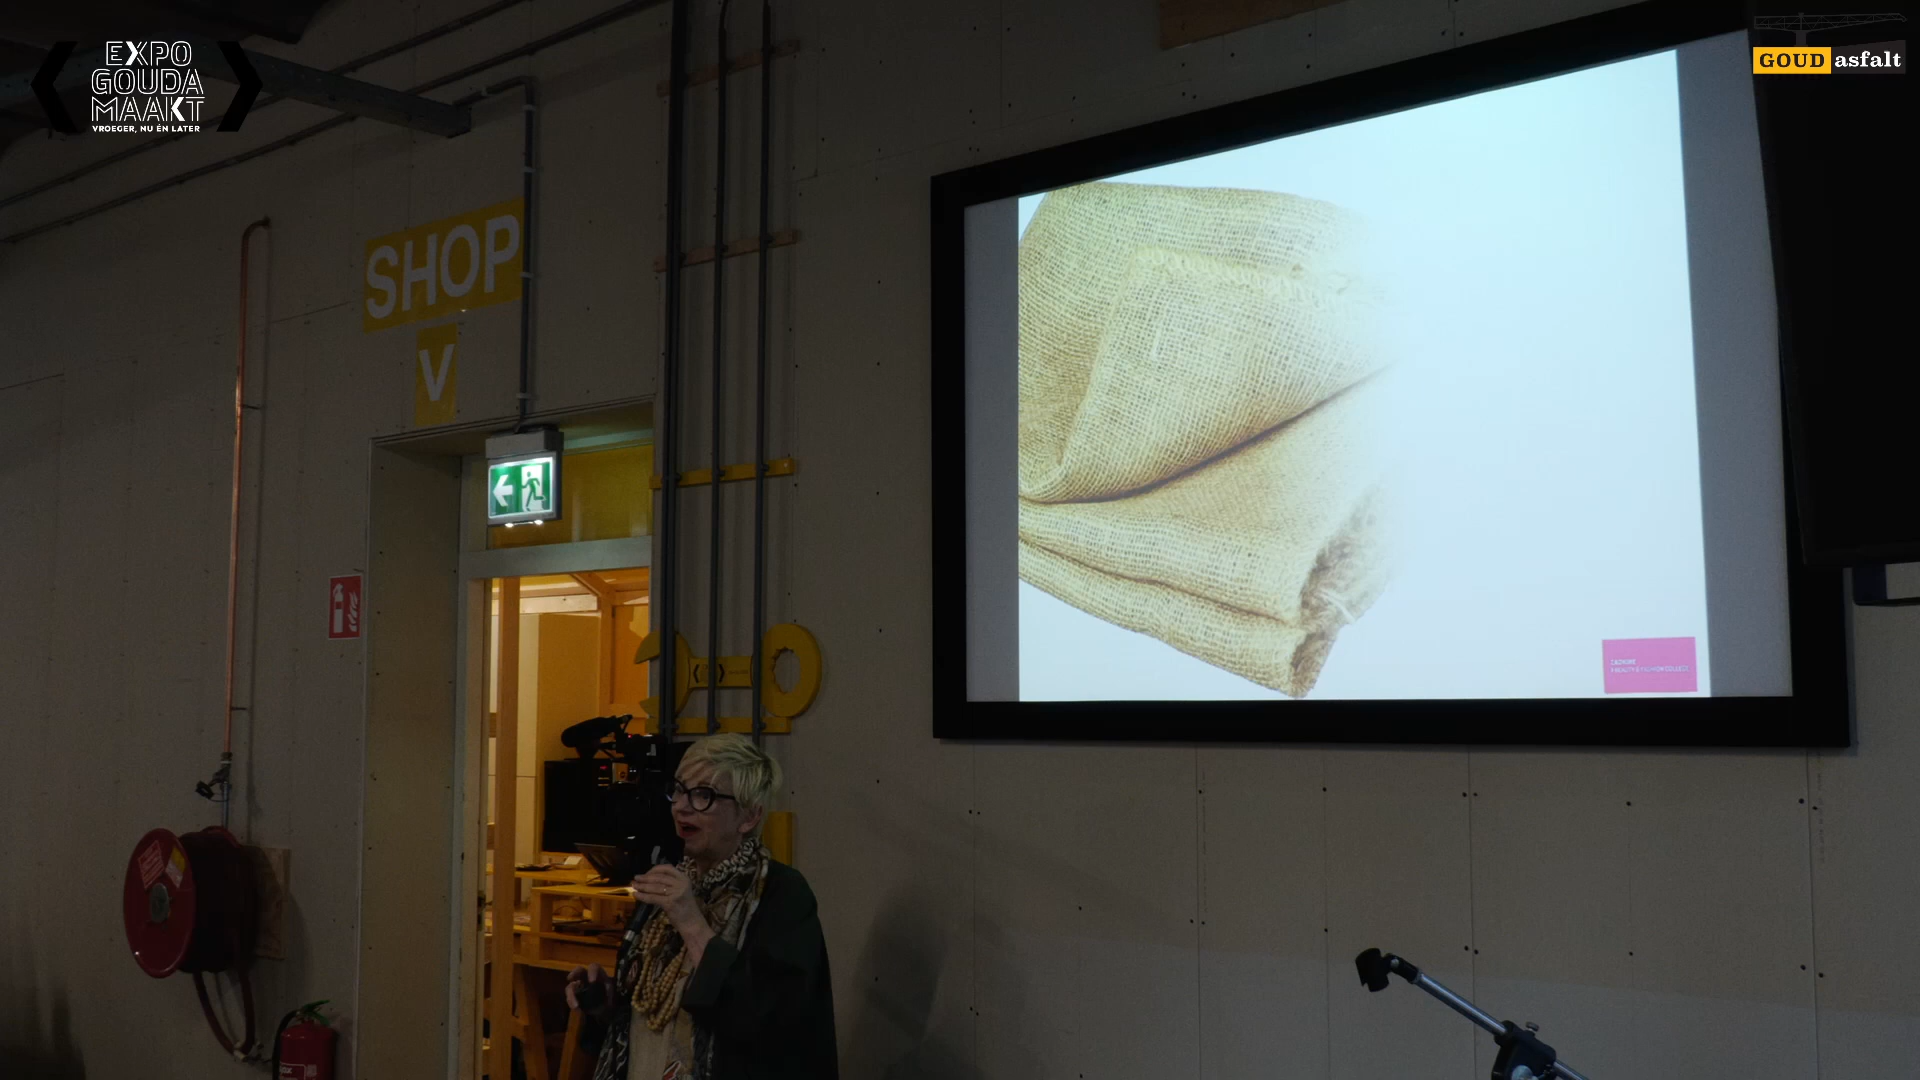 EXPO
GOUDA
MAAKT
VROEGER, NU ÉN LATER
GOUD asfalt
SHOP
V